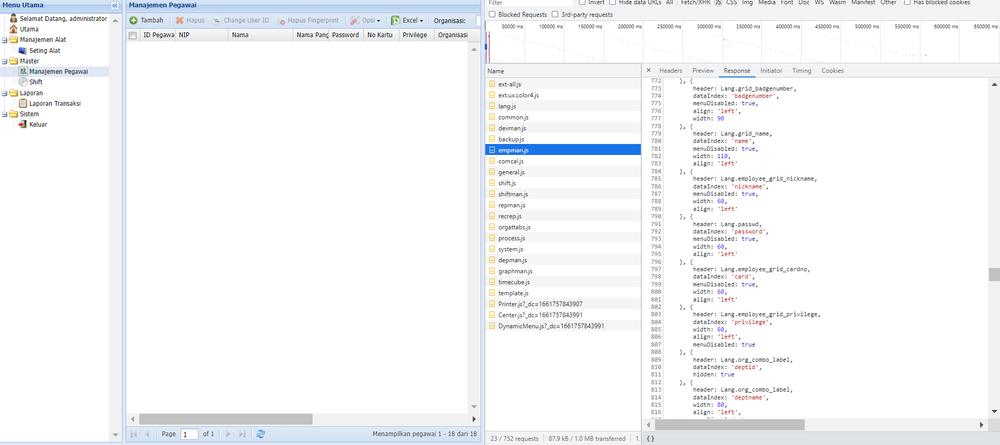 Menu Utama
Selamat Datang, administrator
Utama
Manajemen Alat
Seting Alat
Master
Manajemen Pegawai
Shift
Laporan
Laporan Transaksi
Sistem
Keluar
Manajemen Pegawai
Tambah Hapus Change User ID Hapus Fingerprint Opsi Excel Organisasi:
ID Pegawa NIP Nama Nama Pang Password No Kartu Privilege Organisasi
Page 1 of 1 Menampilkan pegawai 1 - 18 dari 18
Filter Invert Hide data URLs All Fetch/XHR JS CSS Img Media Font Doc WS Wasm Manifest Other Has blocked cookies
Blocked Requests 3rd-party requests
50000 ms 100000 ms 150000 ms 200000 ms 250000 ms 300000 ms 350000 ms 400000 ms 450000 ms 500000 ms 550000 ms 600000 ms 650000 ms
Name
ext-all.js
ext.ux.color4.js
lang.js
common.js
devman.js
backup.js
empman.js
comcal.js
general.js
shift.js
shiftman.js
repman.js
recrep.js
orgattabs.js
process.js
system.js
depman.js
graphman.js
timecube.js
template.js
Printer.js?_dc=1661757843907
Center.js?_dc=1661757843991
DynamicMenu.js?_dc=1661757843991
23 / 752 requests 87.9 kB / 1.0 MB transferred 1.
× Headers Preview Response Initiator Timing Cookies
772 }, {
773 header: Lang.grid_badgenumber,
774 dataIndex: 'badgenumber',
775 menuDisabled: true,
776 align: 'left',
777 width: 90
778 }, {
779 header: Lang.grid_name,
780 dataIndex: 'name',
781 menuDisabled: true,
782 width: 110,
783 align: 'left'
784 }, {
785 header: Lang.employee_grid_nickname,
786 dataIndex: 'nickname',
787 menuDisabled: true,
788 width: 60,
789 align: 'left'
790 }, {
791 header: Lang.passwd,
792 dataIndex: 'password',
793 menuDisabled: true,
794 width: 60,
795 align: 'left'
796 }, {
797 header: Lang.employee_grid_cardno,
798 dataIndex: 'card',
799 menuDisabled: true,
800 width: 60,
801 align: 'left'
802 }, {
803 header: Lang.employee_grid_privilege,
804 dataIndex: 'privilege',
805 width: 60,
806 align: 'left',
807 menuDisabled: true
808 }, {
809 header: Lang.org_combo_label,
810 dataIndex: 'deptid',
811 hidden: true
812 }, {
813 header: Lang.org_combo_label,
814 dataIndex: 'deptname',
815 width: 80,
816 align: 'left',
{}